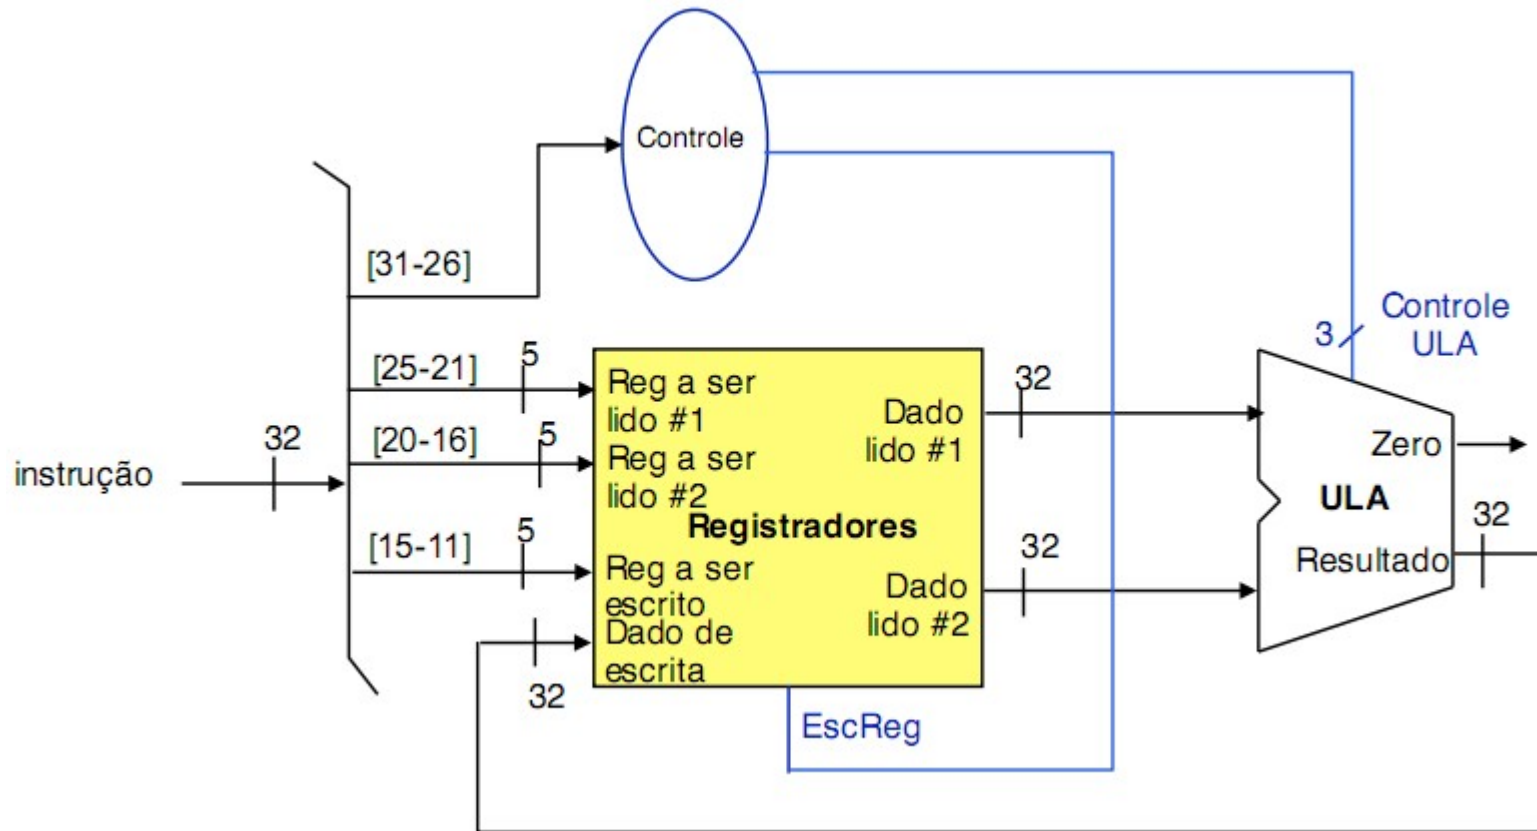 Controle
[31-26]
3
Controle
ULA
[25-21]
5
Reg a ser
lido #1
Dado
lido #1
32
[20-16]
5
Reg a ser
lido #2
Zero
instrução
32
Registradores
ULA
32
[15-11]
5
Reg a ser
escrito
32
Resultado
Dado
lido #2
Dado de
escrita
32
EscReg